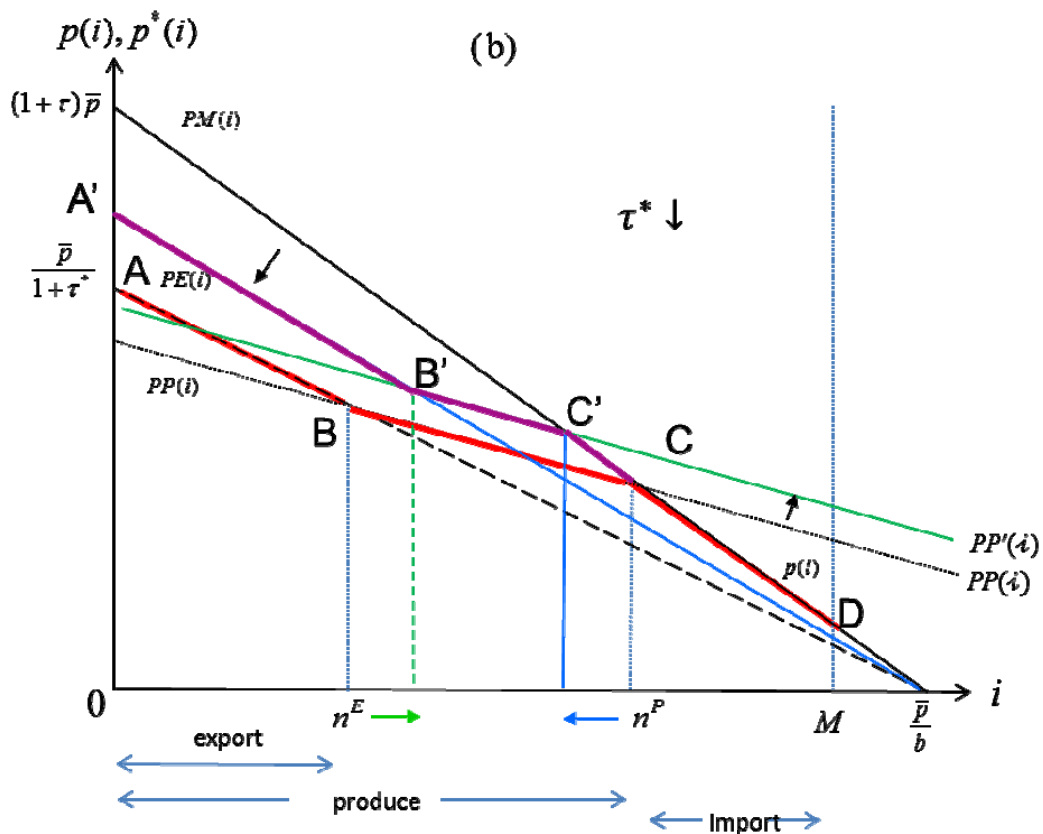 p(i), p*(i)
(b)
(1+τ)p̄
PM(i)
A'
τ* ↓
A
PE(i)
p̄
1+τ*
PP(i)
B'
C'
C
B
PP'(i)
p(i)
PP(i)
D
0
i
n^E
n^P
M
p̄
b
export
produce
Import